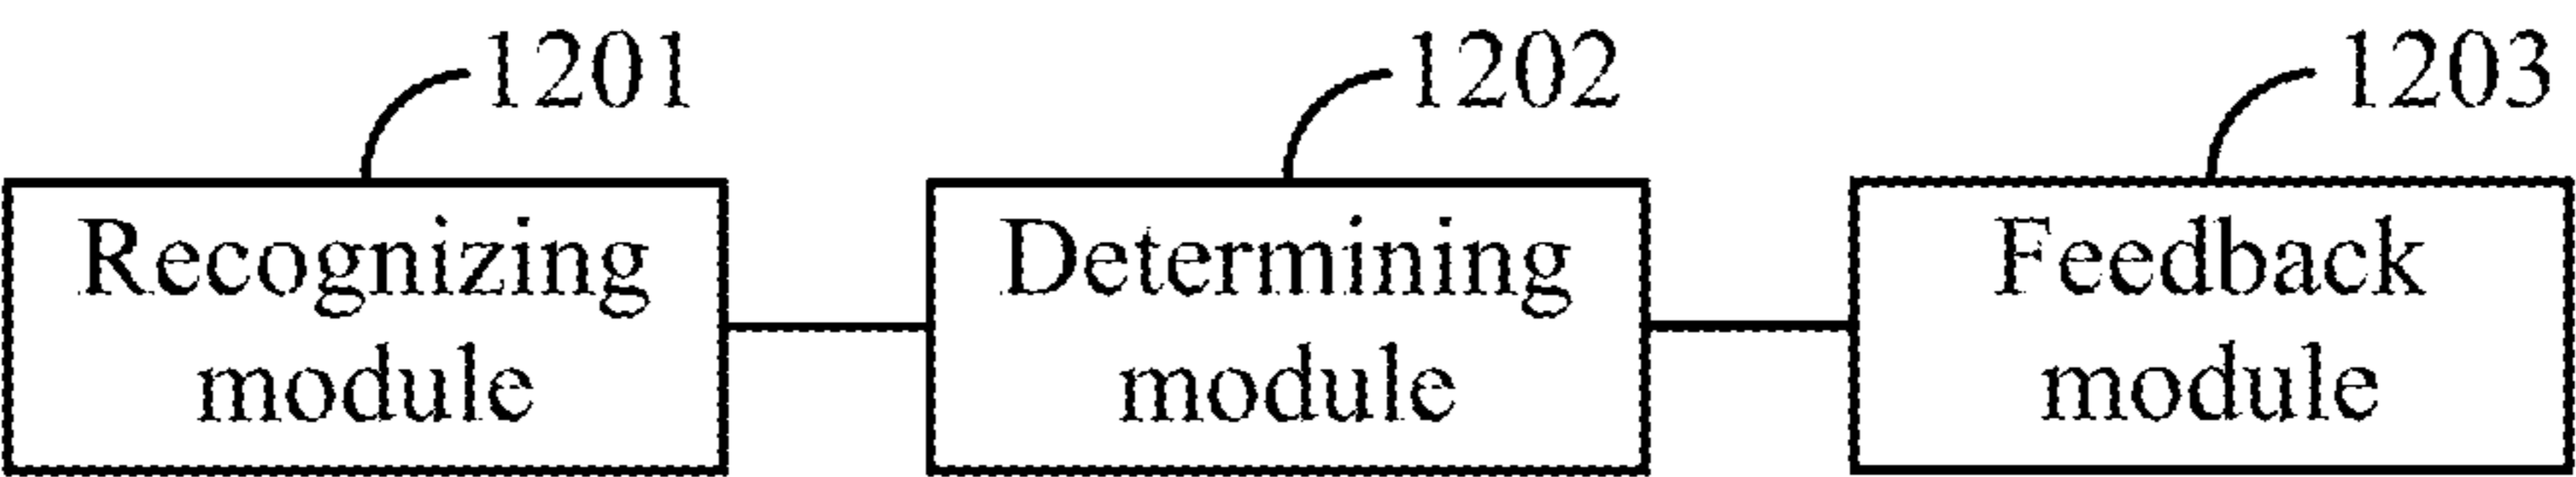 1201
1202
1203
Recognizing
module
Determining
module
Feedback
module